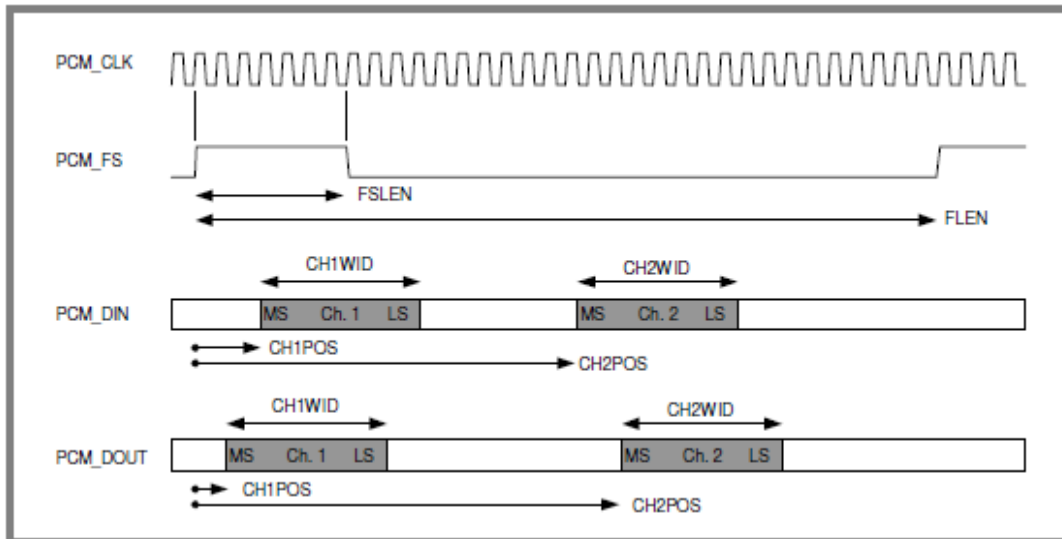 PCM_CLK
PCM_FS
FSLEN
FLEN
CH1WID CH2WID
PCM_DIN MS Ch. 1 LS MS Ch. 2 LS
CH1POS
CH2POS
CH1WID CH2WID
PCM_DOUT MS Ch. 1 LS MS Ch. 2 LS
CH1POS
CH2POS